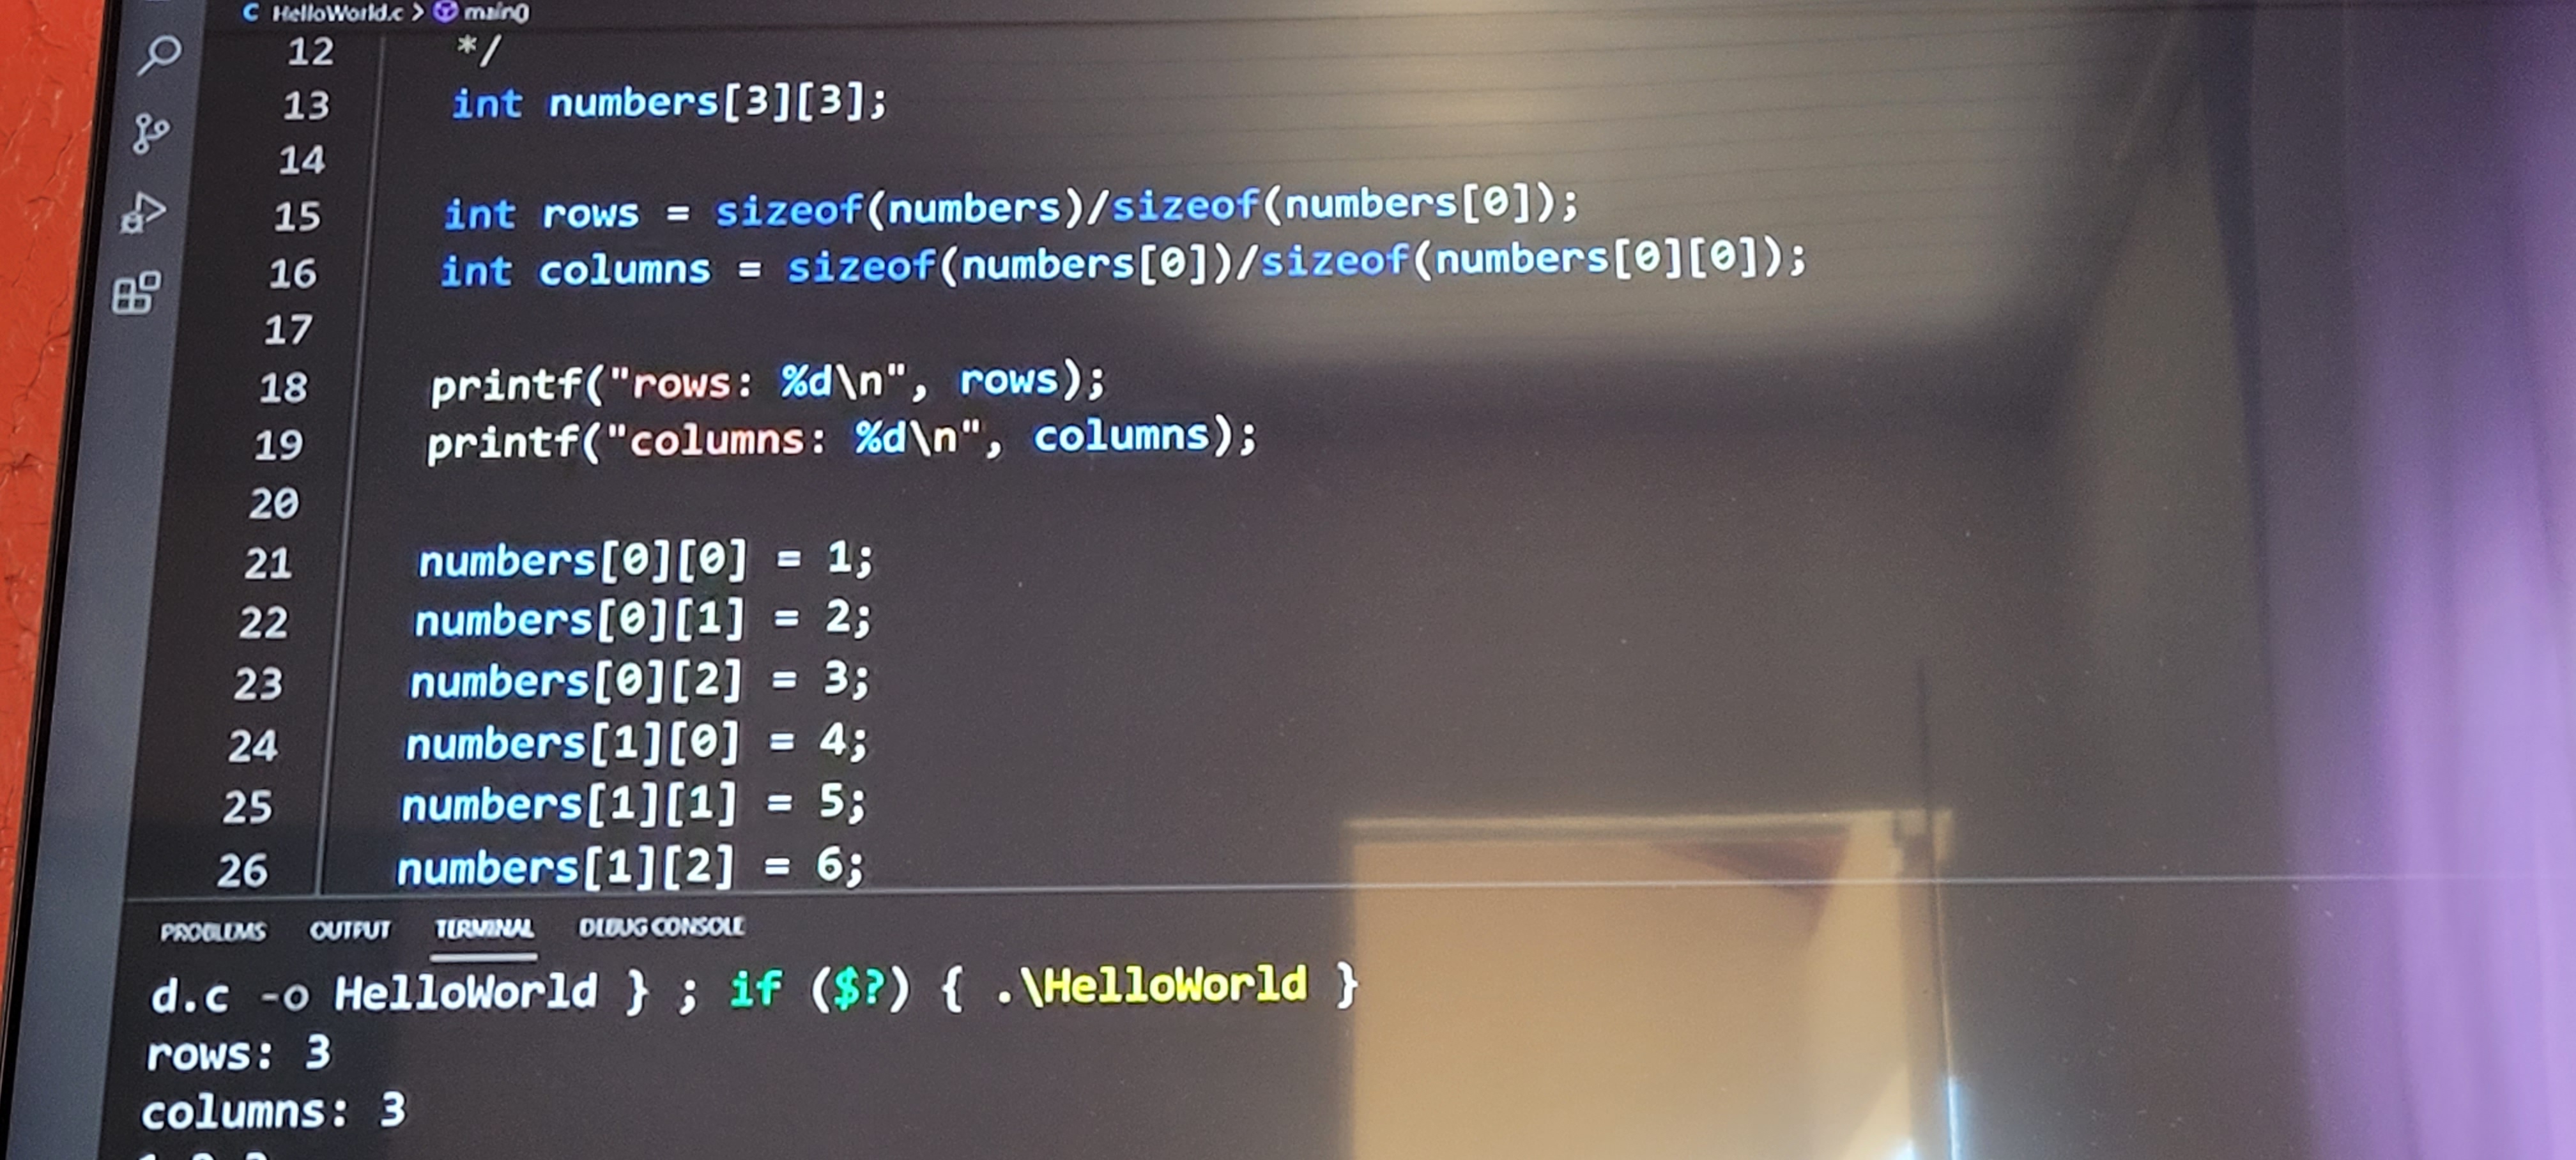 HelloWorld.c > main()
12 */
13 int numbers[3][3];
14
15 int rows = sizeof(numbers)/sizeof(numbers[0]);
16 int columns = sizeof(numbers[0])/sizeof(numbers[0][0]);
17
18 printf("rows: %d\n", rows);
19 printf("columns: %d\n", columns);
20
21 numbers[0][0] = 1;
22 numbers[0][1] = 2;
23 numbers[0][2] = 3;
24 numbers[1][0] = 4;
25 numbers[1][1] = 5;
26 numbers[1][2] = 6;
PROBLEMS OUTPUT TERMINAL DEBUG CONSOLE
d.c -o HelloWorld } ; if ($?) { .\HelloWorld }
rows: 3
columns: 3